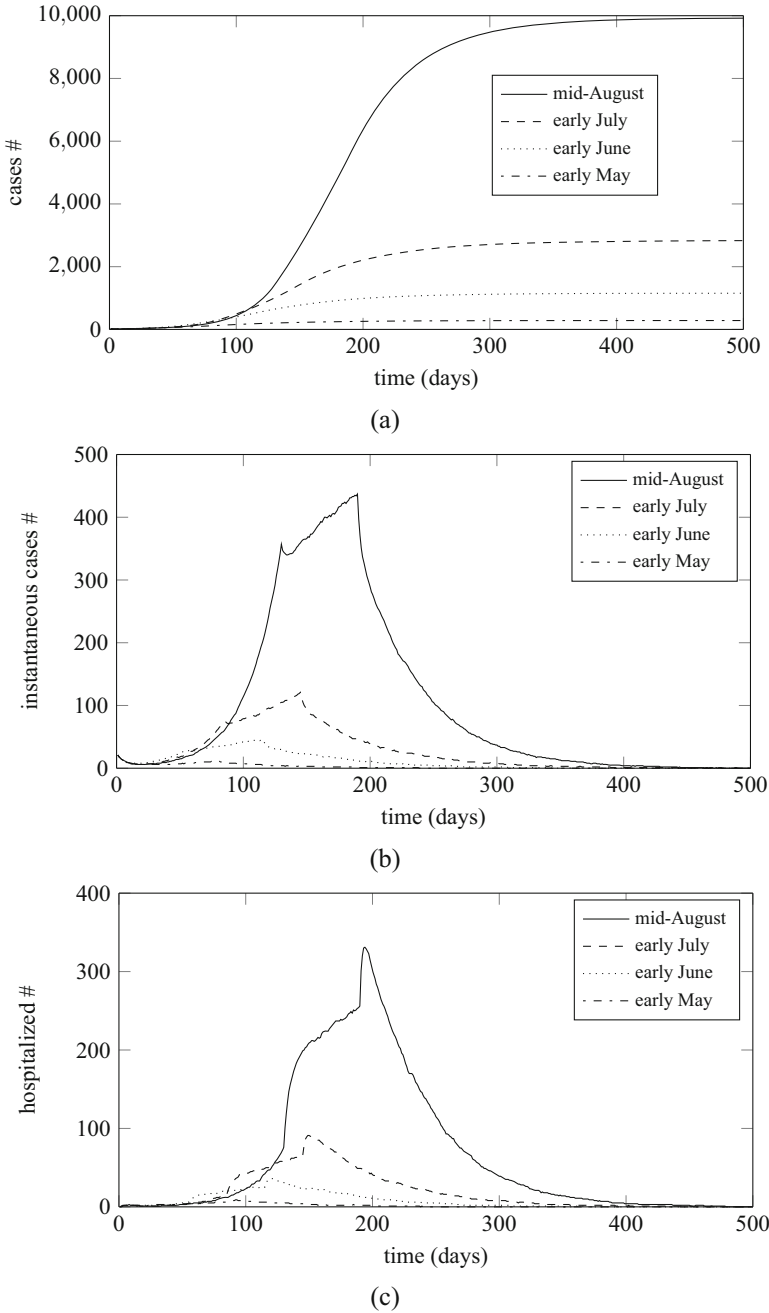 10,000
8,000
6,000
4,000
2,000
0
cases #
mid-August
early July
early June
early May
0 100 200 300 400 500
time (days)
(a)
500
400
300
200
100
0
instantaneous cases #
mid-August
early July
early June
early May
0 100 200 300 400 500
time (days)
(b)
400
300
200
100
0
hospitalized #
mid-August
early July
early June
early May
0 100 200 300 400 500
time (days)
(c)